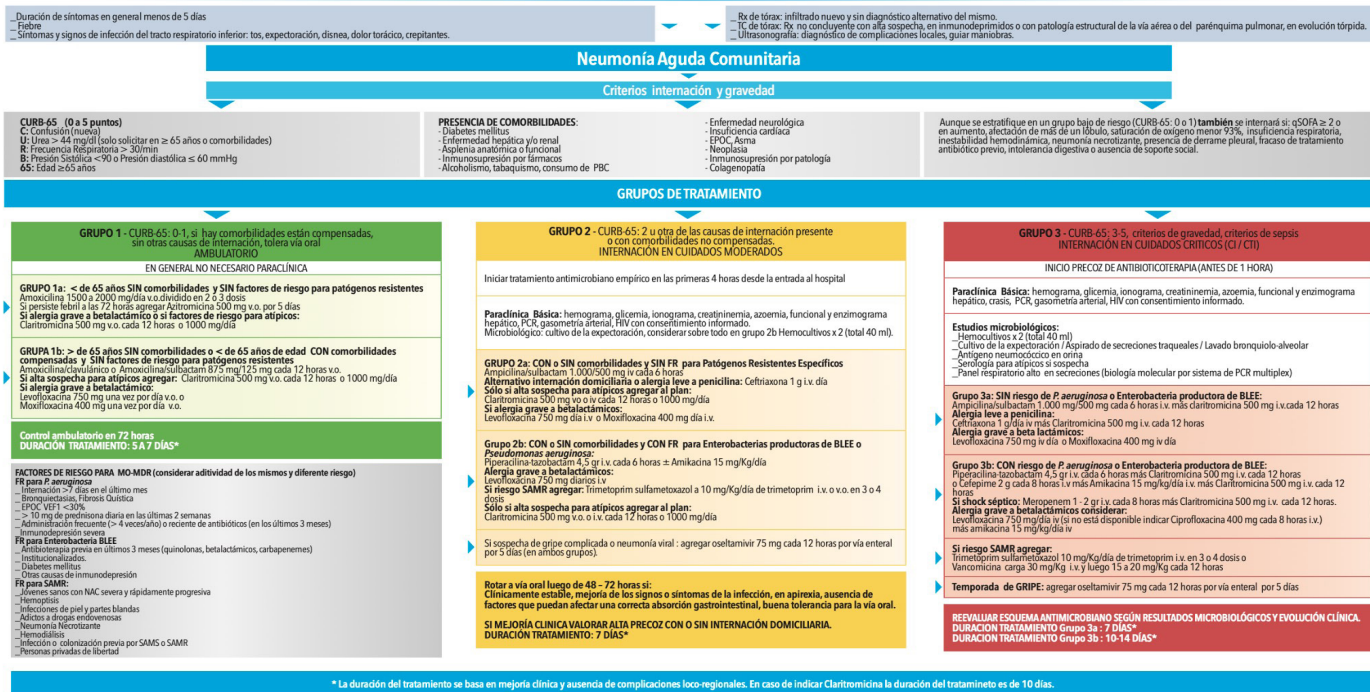 _Duración de síntomas en general menos de 5 días
_Fiebre
_Síntomas y signos de infección del tracto respiratorio inferior: tos, expectoración, disnea, dolor torácico, crepitantes.
_ Rx de tórax: infiltrado nuevo y sin diagnóstico alternativo del mismo.
_ TC de tórax: Rx no concluyente con alta sospecha, en inmunodeprimidos o con patología estructural de la vía aérea o del parénquima pulmonar, en evolución tórpida.
_ Ultrasonografía: diagnóstico de complicaciones locales, guiar maniobras.
Neumonía Aguda Comunitaria
Criterios internación y gravedad
CURB-65 (0 a 5 puntos)
C: Confusión (nueva)
U: Urea > 44 mg/dl (solo solicitar en ≥ 65 años o comorbilidades)
R: Frecuencia Respiratoria > 30/min
B: Presión Sistólica <90 o Presión diastólica ≤ 60 mmHg
65: Edad ≥65 años
PRESENCIA DE COMORBILIDADES:
- Diabetes mellitus
- Enfermedad hepática y/o renal
- Asplenia anatómica o funcional
- Inmunosupresión por fármacos
- Alcoholismo, tabaquismo, consumo de PBC
- Enfermedad neurológica
- Insuficiencia cardíaca
- EPOC, Asma
- Neoplasia
- Inmunosupresión por patología
- Colagenopatía
Aunque se estratifique en un grupo bajo de riesgo (CURB-65: 0 o 1) también se internará si: qSOFA ≥ 2 o
en aumento, afectación de más de un lóbulo, saturación de oxígeno menor 93%, insuficiencia respiratoria,
inestabilidad hemodinámica, neumonía necrotizante, presencia de derrame pleural, fracaso de tratamiento
antibiótico previo, intolerancia digestiva o ausencia de soporte social.
GRUPOS DE TRATAMIENTO
GRUPO 1 - CURB-65: 0-1, si hay comorbilidades están compensadas,
sin otras causas de internación, tolera vía oral
AMBULATORIO
EN GENERAL NO NECESARIO PARACLÍNICA
GRUPO 1a: < de 65 años SIN comorbilidades y SIN factores de riesgo para patógenos resistentes
Amoxicilina 1500 a 2000 mg/día v.o.dividido en 2 ó 3 dosis
Si persiste febril a las 72 horas agregar Azitromicina 500 mg v.o. por 5 días
Si alergia grave a betalactámico ó si factores de riesgo para atípicos:
Claritromicina 500 mg v.o. cada 12 horas o 1000 mg/día
GRUPA 1b: > de 65 años SIN comorbilidades o < de 65 años de edad CON comorbilidades
compensadas y SIN factores de riesgo para patógenos resistentes
Amoxicilina/clavulánico o Amoxicilina/sulbactam 875 mg/125 mg cada 12 horas v.o.
Si alta sospecha para atípicos agregar: Claritromicina 500 mg v.o. cada 12 horas o 1000 mg/día
Si alergia grave a betalactámico:
Levofloxacina 750 mg una vez por día v.o. o
Moxifloxacina 400 mg una vez por día v.o.
Control ambulatorio en 72 horas
DURACIÓN TRATAMIENTO: 5 A 7 DÍAS*
FACTORES DE RIESGO PARA MO-MDR (considerar aditividad de los mismos y diferente riesgo)
FR para P. aeruginosa
_ Internación >7 días en el último mes
_ Bronquiectasias, Fibrosis Quística
_ EPOC VEF1 <30%
_ > 10 mg de prednisona diaria en las últimas 2 semanas
_ Administración frecuente (> 4 veces/año) o reciente de antibióticos (en los últimos 3 meses)
_Inmunodepresión severa
FR para Enterobacteria BLEE
_ Antibioterapia previa en últimos 3 meses (quinolonas, betalactámicos, carbapenemes)
_ Institucionalizados.
_ Diabetes mellitus
_ Otras causas de inmunodepresión
FR para SAMR:
_Jóvenes sanos con NAC severa y rápidamente progresiva
_Hemoptisis
_Infecciones de piel y partes blandas
_Adictos a drogas endovenosas
_Neumonía Necrotizante
_Hemodiálisis
_Infección o colonización previa por SAMS o SAMR
_Personas privadas de libertad
GRUPO 2 - CURB-65: 2 u otra de las causas de internación presente
o con comorbilidades no compensadas.
INTERNACIÓN EN CUIDADOS MODERADOS
Iniciar tratamiento antimicrobiano empírico en las primeras 4 horas desde la entrada al hospital
Paraclínica Básica: hemograma, glicemia, ionograma, creatininemia, azoemia, funcional y enzimograma
hepático, PCR, gasometría arterial, HIV con consentimiento informado.
Microbiológico: cultivo de la expectoración, considerar sobre todo en grupo 2b Hemocultivos x 2 (total 40 ml).
GRUPO 2a: CON o SIN comorbilidades y SIN FR para Patógenos Resistentes Específicos
Ampicilina/sulbactam 1.000/500 mg iv cada 6 horas
Alternativo internación domiciliaria o alergia leve a penicilina: Ceftriaxona 1 g i.v. día
Sólo si alta sospecha para atípicos agregar al plan:
Claritromicina 500 mg vo o iv cada 12 horas o 1000 mg/día
Si alergia grave a betalactámicos:
Levofloxacina 750 mg día i.v o Moxifloxacina 400 mg día i.v.
Grupo 2b: CON o SIN comorbilidades y CON FR para Enterobacterias productoras de BLEE o
Pseudomonas aeruginosa:
Piperacilina-tazobactam 4,5 gr i.v. cada 6 horas ± Amikacina 15 mg/Kg/día
Alergia grave a betalactámicos:
Levofloxacina 750 mg diarios i.v
Si riesgo SAMR agregar: Trimetoprim sulfametoxazol a 10 mg/Kg/día de trimetoprim i.v. o v.o. en 3 o 4
dosis
Sólo si alta sospecha para atípicos agregar al plan:
Claritromicina 500 mg v.o. o i.v. cada 12 horas o 1000 mg/día
Si sospecha de gripe complicada o neumonía viral : agregar oseltamivir 75 mg cada 12 horas por vía enteral
por 5 días (en ambos grupos).
Rotar a vía oral luego de 48 – 72 horas si:
Clínicamente estable, mejoría de los signos o síntomas de la infección, en apirexia, ausencia de
factores que puedan afectar una correcta absorción gastrointestinal, buena tolerancia para la vía oral.
SI MEJORÍA CLINICA VALORAR ALTA PRECOZ CON O SIN INTERNACIÓN DOMICILIARIA.
DURACIÓN TRATAMIENTO: 7 DÍAS*
GRUPO 3 - CURB-65: 3-5, criterios de gravedad, criterios de sepsis
INTERNACIÓN EN CUIDADOS CRITICOS (CI / CTI)
INICIO PRECOZ DE ANTIBIOTICOTERAPIA (ANTES DE 1 HORA)
Paraclínica Básica: hemograma, glicemia, ionograma, creatininemia, azoemia, funcional y enzimograma
hepático, crasis, PCR, gasometría arterial, HIV con consentimiento informado.
Estudios microbiológicos:
_ Hemocultivos x 2 (total 40 ml)
_Cultivo de la expectoración / Aspirado de secreciones traqueales / Lavado bronquiolo-alveolar
_ Antígeno neumocóccico en orina
_ Serología para atípicos si sospecha
_ Panel respiratorio alto en secreciones (biología molecular por sistema de PCR multiplex)
Grupo 3a: SIN riesgo de P. aeruginosa o Enterobacteria productora de BLEE:
Ampicilina/sulbactam 1.000 mg/500 mg cada 6 horas i.v. más claritromicina 500 mg i.v.cada 12 horas
Alergia leve a penicilina:
Ceftriaxona 1 g/día iv más Claritromicina 500 mg i.v. cada 12 horas
Alergia grave a beta lactámicos:
Levofloxacina 750 mg iv día o Moxifloxacina 400 mg iv día
Grupo 3b: CON riesgo de P. aeruginosa o Enterobacteria productora de BLEE:
Piperacilina-tazobactam 4,5 gr i.v. cada 6 horas más Claritromicina 500 mg i.v. cada 12 horas
o Cefepime 2 g cada 8 horas i.v más Amikacina 15 mg/kg/día i.v. más Claritromicina 500 mg i.v. cada 12
horas
Si shock séptico: Meropenem 1 - 2 gr i.v. cada 8 horas más Claritromicina 500 mg i.v. cada 12 horas.
Alergia grave a betalactámicos considerar:
Levofloxacina 750 mg/día iv (si no está disponible indicar Ciprofloxacina 400 mg cada 8 horas i.v.)
más amikacina 15 mg/kg/día iv
Si riesgo SAMR agregar:
Trimetoprim sulfametoxazol 10 mg/Kg/día de trimetoprim i.v. en 3 o 4 dosis o
Vancomicina carga 30 mg/Kg i.v. y luego 15 a 20 mg/Kg cada 12 horas
Temporada de GRIPE: agregar oseltamivir 75 mg cada 12 horas por vía enteral por 5 días
REEVALUAR ESQUEMA ANTIMICROBIANO SEGÚN RESULTADOS MICROBIOLÓGICOS Y EVOLUCIÓN CLÍNICA.
DURACION TRATAMIENTO Grupo 3a : 7 DÍAS*
DURACION TRATAMIENTO Grupo 3b : 10-14 DÍAS*
* La duración del tratamiento se basa en mejoría clínica y ausencia de complicaciones loco-regionales. En caso de indicar Claritromicina la duración del tratamineto es de 10 días.